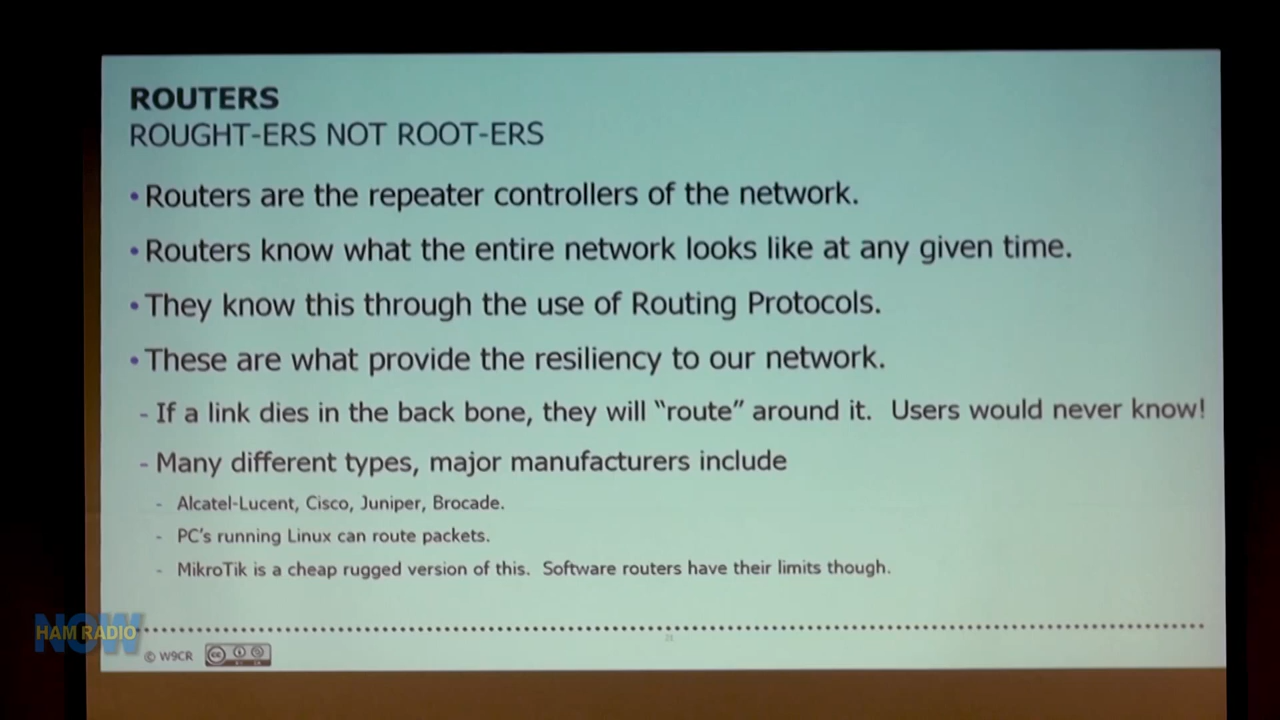 ROUTERS
ROUGHT-ERS NOT ROOT-ERS
•Routers are the repeater controllers of the network.
•Routers know what the entire network looks like at any given time.
•They know this through the use of Routing Protocols.
•These are what provide the resiliency to our network.
- If a link dies in the back bone, they will “route” around it.  Users would never know!
- Many different types, major manufacturers include
- Alcatel-Lucent, Cisco, Juniper, Brocade.
- PC’s running Linux can route packets.
- MikroTik is a cheap rugged version of this.  Software routers have their limits though.
NOW
HAM RADIO
© W9CR
cc